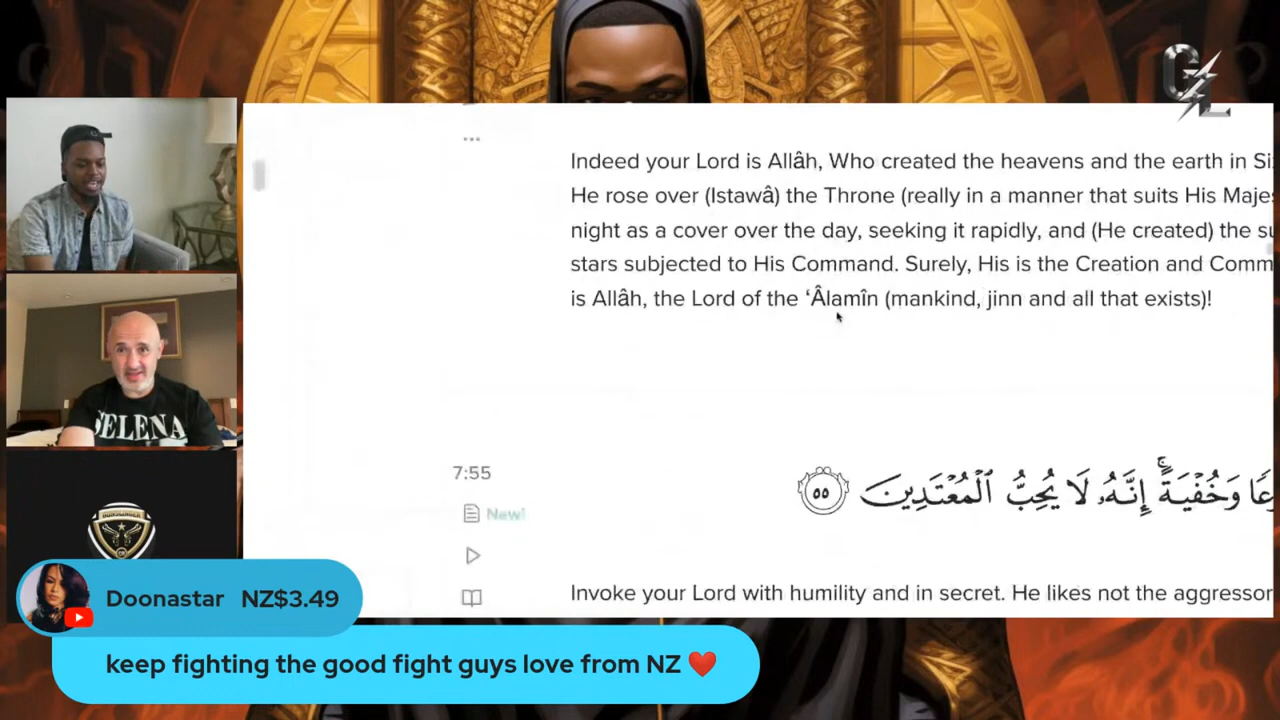 GL
Indeed your Lord is Allâh, Who created the heavens and the earth in Si
He rose over (Istawâ) the Throne (really in a manner that suits His Maje
night as a cover over the day, seeking it rapidly, and (He created) the su
stars subjected to His Command. Surely, His is the Creation and Comm
is Allâh, the Lord of the ‘Âlamîn (mankind, jinn and all that exists)!
SELENA
7:55
عًا وَخُفْيَةً ۚ إِنَّهُۥ لَا يُحِبُّ ٱلْمُعْتَدِينَ ٥٥
New!
Invoke your Lord with humility and in secret. He likes not the aggressor
Doonastar NZ$3.49
keep fighting the good fight guys love from NZ ❤️